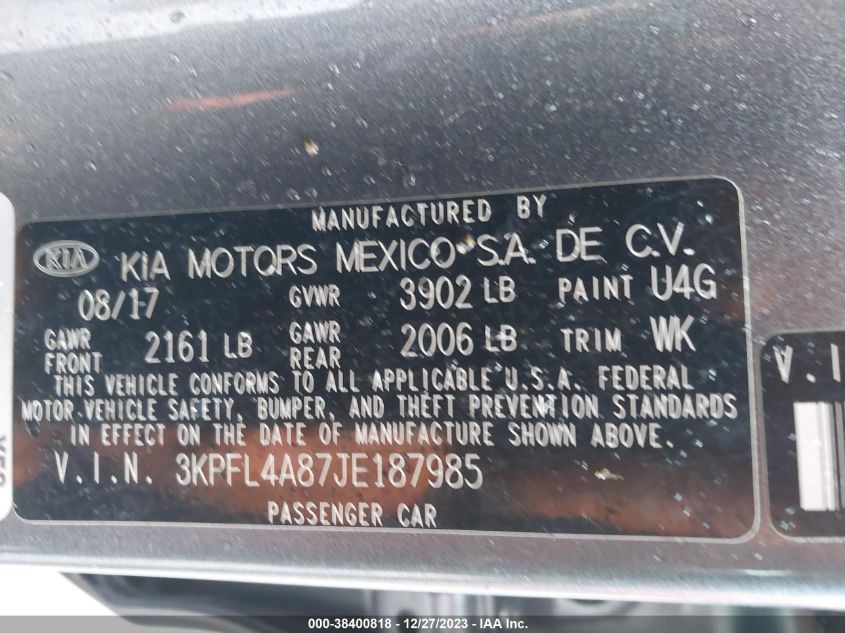 MANUFACTURED BY
KIA KIA MOTORS MEXICO S.A. DE C.V.
08/17 GVWR 3902 LB PAINT U4G
GAWR FRONT 2161 LB GAWR REAR 2006 LB TRIM WK
THIS VEHICLE CONFORMS TO ALL APPLICABLE U.S.A. FEDERAL
MOTOR VEHICLE SAFETY, BUMPER, AND THEFT PREVENTION STANDARDS
IN EFFECT ON THE DATE OF MANUFACTURE SHOWN ABOVE.
V.I.N. 3KPFL4A87JE187985
PASSENGER CAR
V.I
000-38400818 - 12/27/2023 - IAA Inc.